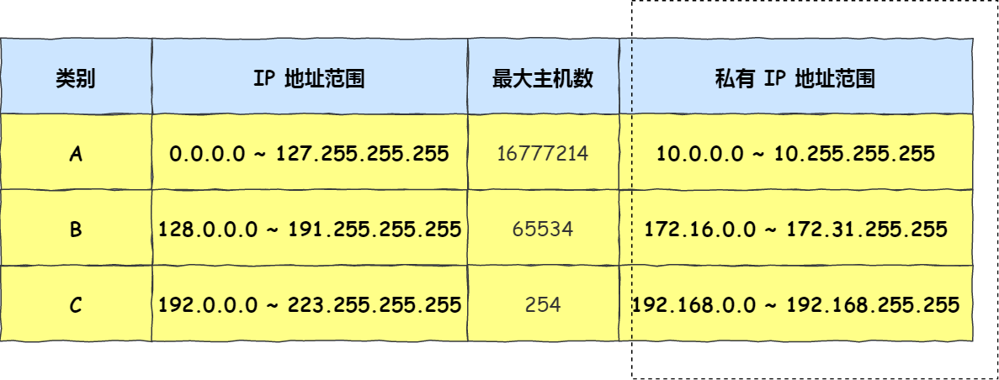 类别 IP 地址范围 最大主机数 私有 IP 地址范围
A 0.0.0.0 ~ 127.255.255.255 16777214 10.0.0.0 ~ 10.255.255.255
B 128.0.0.0 ~ 191.255.255.255 65534 172.16.0.0 ~ 172.31.255.255
C 192.0.0.0 ~ 223.255.255.255 254 192.168.0.0 ~ 192.168.255.255